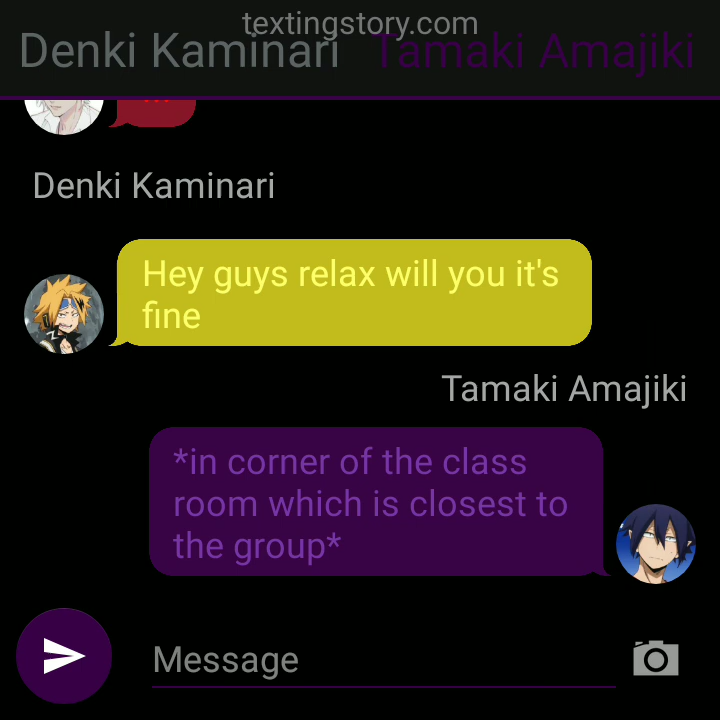 textingstory.com
Denki Kaminari Tamaki Amajiki
...
Denki Kaminari
Hey guys relax will you it's
fine
Tamaki Amajiki
*in corner of the class
room which is closest to
the group*
Message